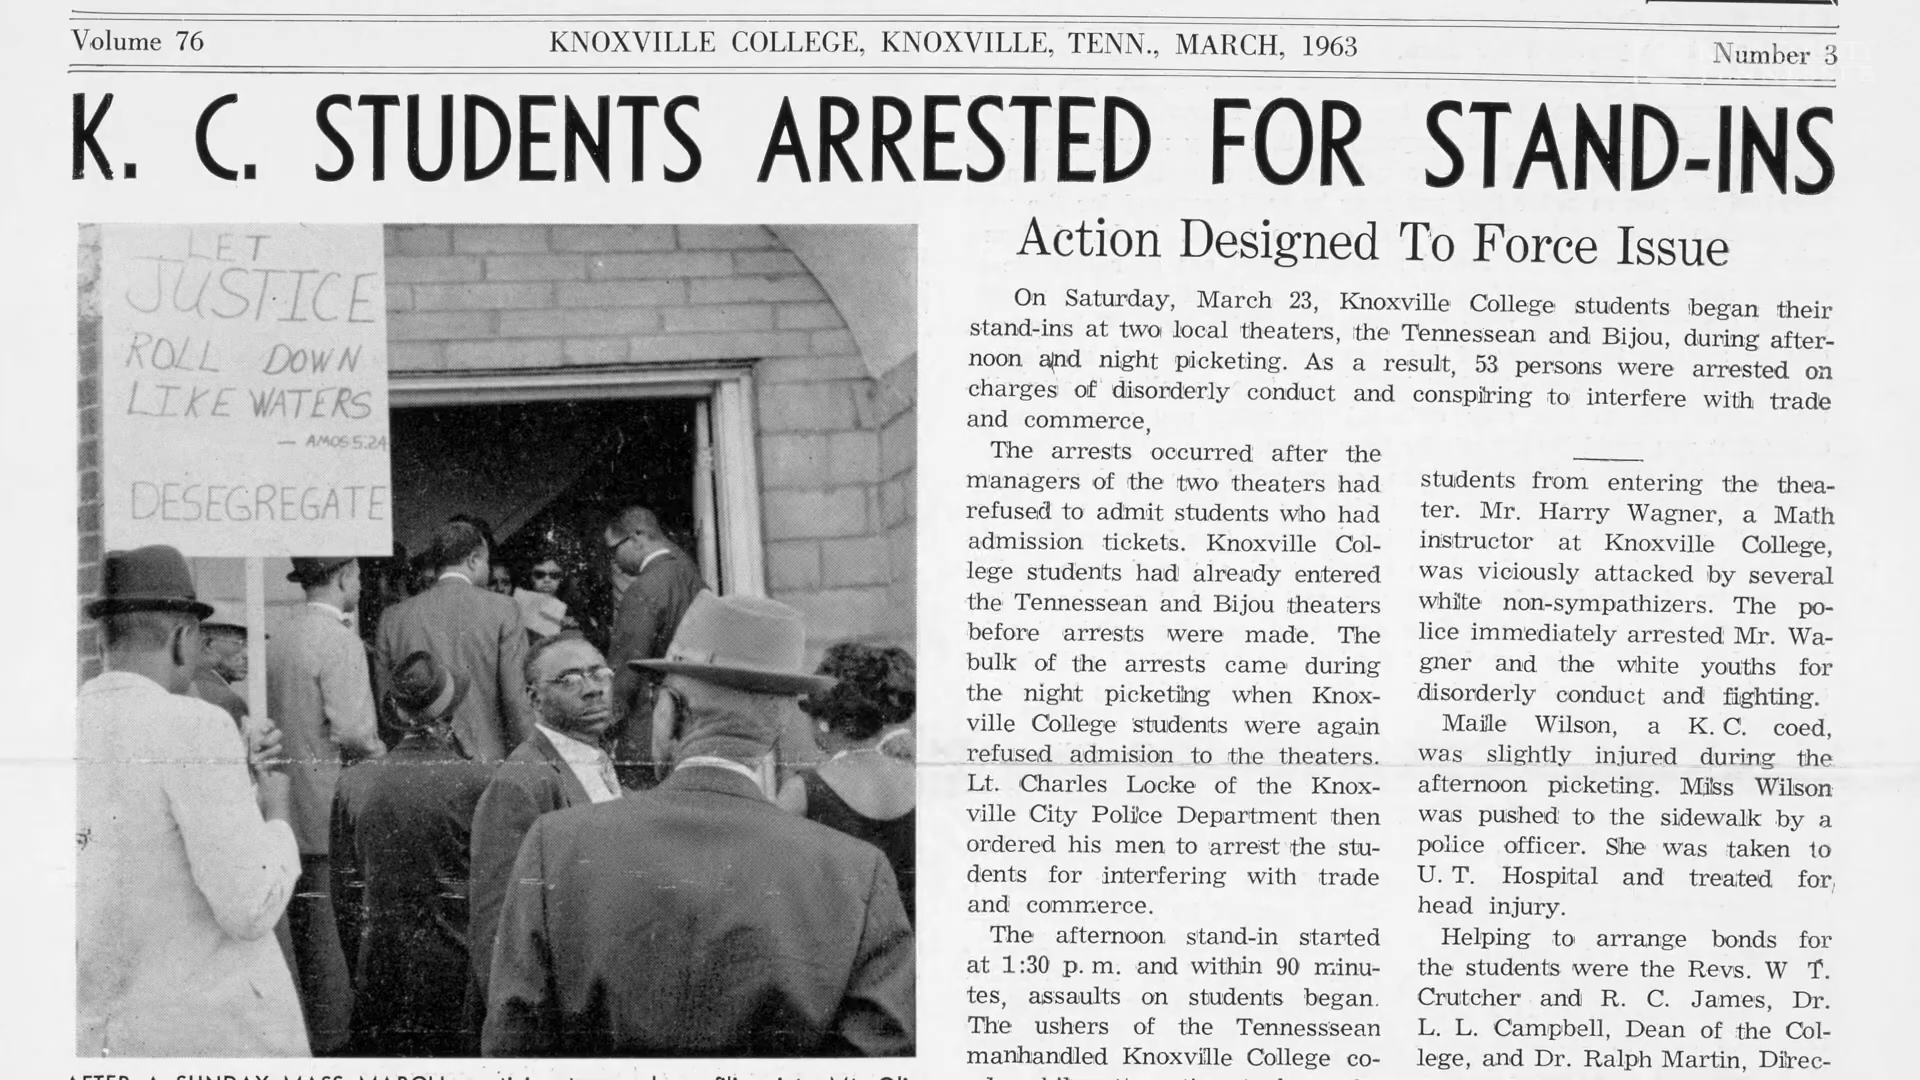 Volume 76
KNOXVILLE COLLEGE, KNOXVILLE, TENN., MARCH, 1963
Number 3
K. C. STUDENTS ARRESTED FOR STAND-INS
LET
JUSTICE
ROLL DOWN
LIKE WATERS
— AMOS 5:24
DESEGREGATE
Action Designed To Force Issue
On Saturday, March 23, Knoxville College students began their
stand-ins at two local theaters, the Tennessean and Bijou, during after-
noon and night picketing. As a result, 53 persons were arrested on
charges of disorderly conduct and conspiring to interfere with trade
and commerce,
The arrests occurred after the
managers of the two theaters had
refused to admit students who had
admission tickets. Knoxville Col-
lege students had already entered
the Tennessean and Bijou theaters
before arrests were made. The
bulk of the arrests came during
the night picketing when Knox-
ville College students were again
refused admision to the theaters.
Lt. Charles Locke of the Knox-
ville City Police Department then
ordered his men to arrest the stu-
dents for interfering with trade
and commerce.
The afternoon stand-in started
at 1:30 p. m. and within 90 minu-
tes, assaults on students began.
The ushers of the Tennesssean
manhandled Knoxville College co-
students from entering the thea-
ter. Mr. Harry Wagner, a Math
instructor at Knoxville College,
was viciously attacked by several
white non-sympathizers. The po-
lice immediately arrested Mr. Wa-
gner and the white youths for
disorderly conduct and fighting.
Maille Wilson, a K. C. coed,
was slightly injured during the
afternoon picketing. Miss Wilson
was pushed to the sidewalk by a
police officer. She was taken to
U. T. Hospital and treated for
head injury.
Helping to arrange bonds for
the students were the Revs. W T.
Crutcher and R. C. James, Dr.
L. L. Campbell, Dean of the Col-
lege, and Dr. Ralph Martin, Direc-
AFTER A SUNDAY MASS MARCH